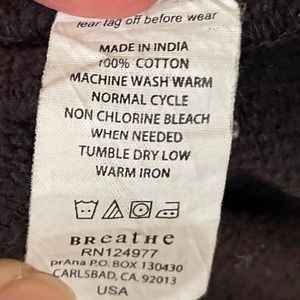 Tear tag off before wear
MADE IN INDIA
100% COTTON
MACHINE WASH WARM
NORMAL CYCLE
NON CHLORINE BLEACH
WHEN NEEDED
TUMBLE DRY LOW
WARM IRON
BReatHe
RN124977
prAna P.O. BOX 130430
CARLSBAD, CA. 92013
USA